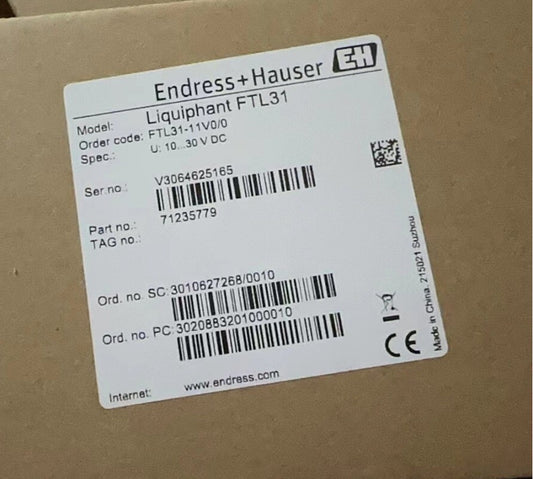 Endress+Hauser EH
Model: Liquiphant FTL31
Order code: FTL31-11V0/0
Spec.: U: 10...30 V DC
Ser.no.: V3064625165
Part no.: 71235779
TAG no.:
Ord. no. SC: 3010627268/0010
Ord. no. PC: 3020883201000010
Internet: www.endress.com
CE
Made in China, 215021 Suzhou